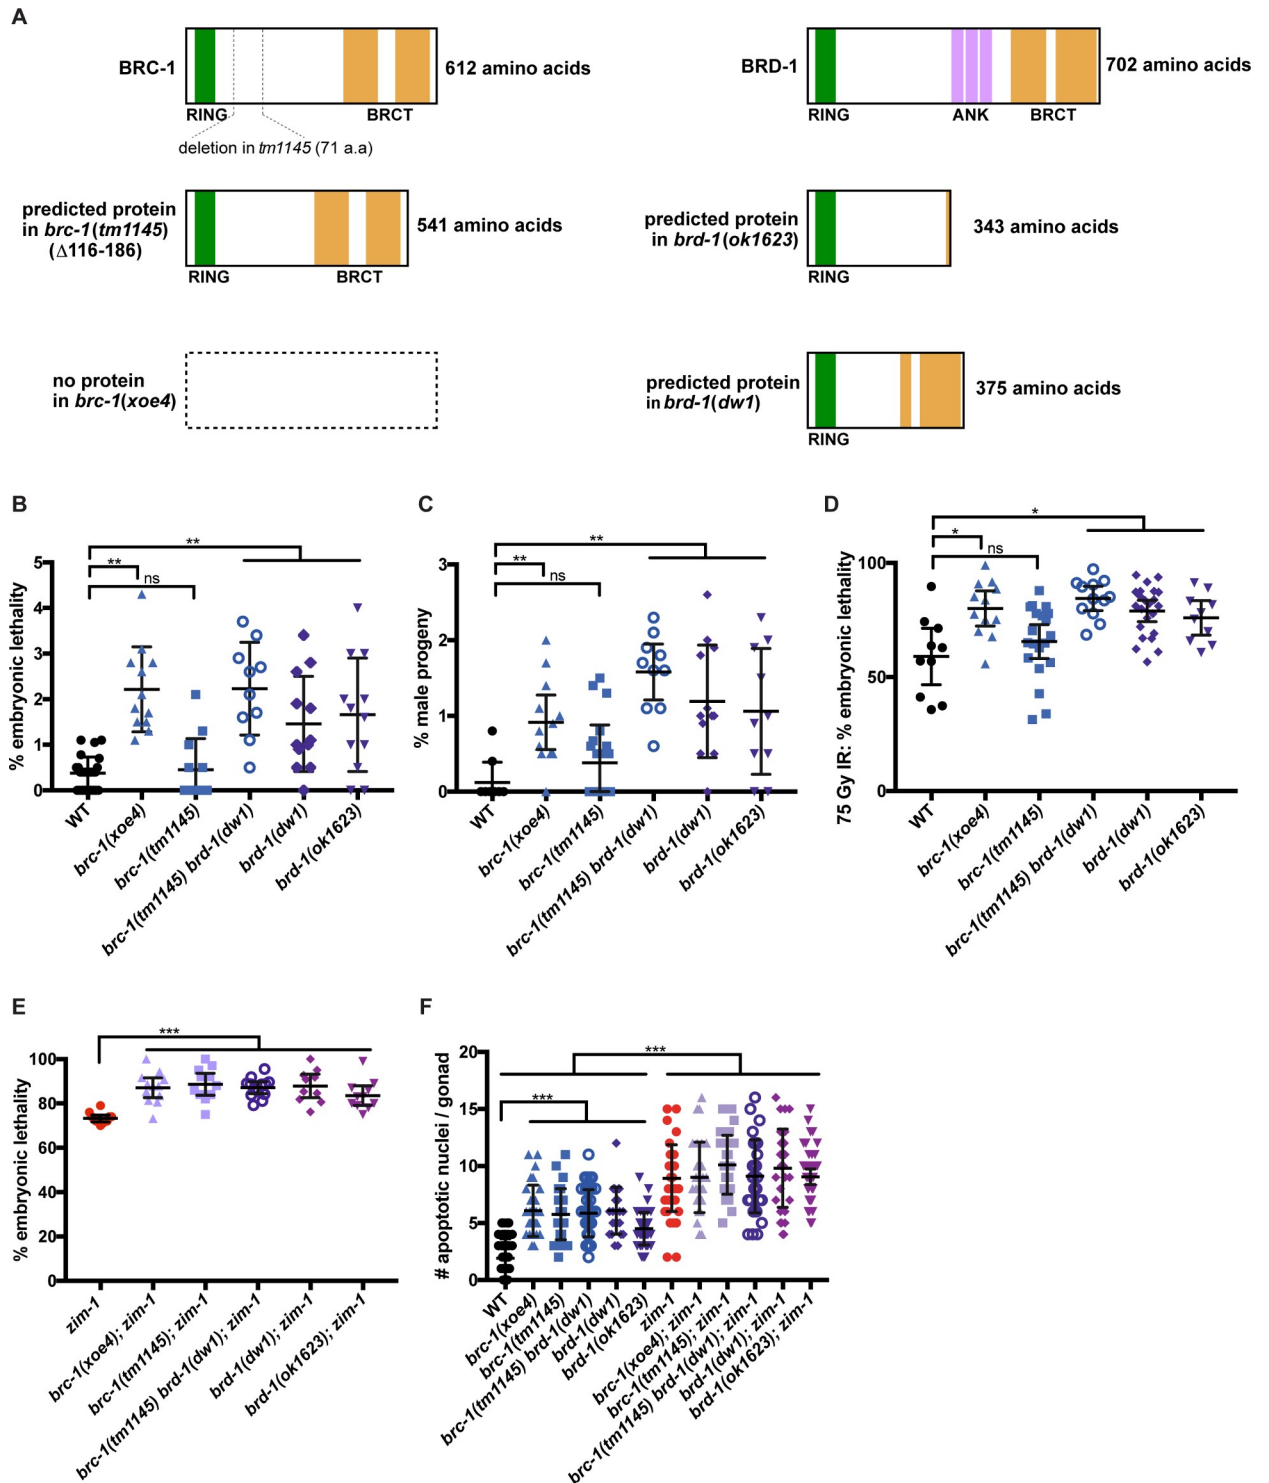 A
BRC-1
612 amino acids
RING
BRCT
deletion in tm1145 (71 a.a)
BRD-1
702 amino acids
RING
ANK
BRCT
predicted protein
in brc-1(tm1145)
(Δ116-186)
541 amino acids
RING
BRCT
predicted protein
in brd-1(ok1623)
343 amino acids
RING
no protein
in brc-1(xoe4)
predicted protein
in brd-1(dw1)
375 amino acids
RING
B
% embryonic lethality
5
4
3
2
1
0
**
**
ns
WT
brc-1(xoe4)
brc-1(tm1145)
brc-1(tm1145) brd-1(dw1)
brd-1(dw1)
brd-1(ok1623)
C
% male progeny
3
2
1
0
**
**
ns
WT
brc-1(xoe4)
brc-1(tm1145)
brc-1(tm1145) brd-1(dw1)
brd-1(dw1)
brd-1(ok1623)
D
75 Gy IR: % embryonic lethality
100
50
0
*
*
ns
WT
brc-1(xoe4)
brc-1(tm1145)
brc-1(tm1145) brd-1(dw1)
brd-1(dw1)
brd-1(ok1623)
E
% embryonic lethality
100
80
60
40
20
0
***
zim-1
brc-1(xoe4); zim-1
brc-1(tm1145); zim-1
brc-1(tm1145) brd-1(dw1); zim-1
brd-1(dw1); zim-1
brd-1(ok1623); zim-1
F
# apoptotic nuclei / gonad
20
15
10
5
0
***
***
WT
brc-1(xoe4)
brc-1(tm1145)
brc-1(tm1145) brd-1(dw1)
brd-1(dw1)
brd-1(ok1623)
zim-1
brc-1(xoe4); zim-1
brc-1(tm1145); zim-1
brc-1(tm1145) brd-1(dw1); zim-1
brd-1(dw1); zim-1
brd-1(ok1623); zim-1